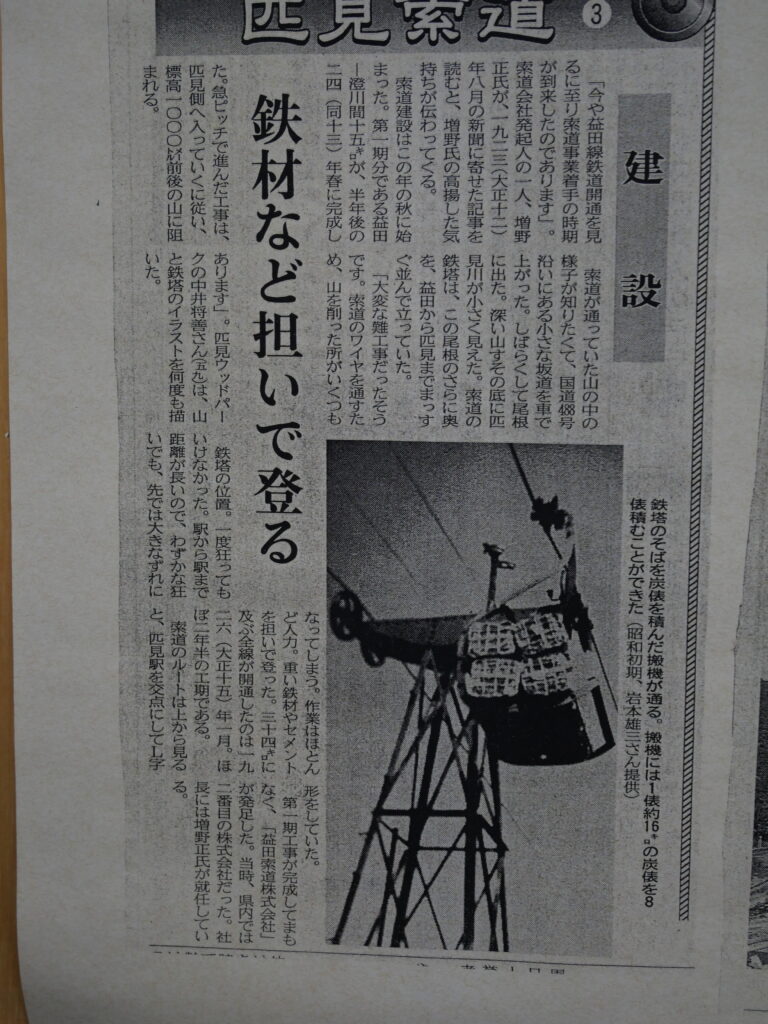 匹見索道 3
建設
鉄材など担いで登る
「今や益田線鉄道開通を見
るに至り索道事業着手の時期
が到来したのであります」。
索道会社発起人の一人、増野
正氏が、一九二三(大正十二)
年八月の新聞に寄せた記事を
読むと、増野氏の高揚した気
持ちが伝わってくる。
索道建設はこの年の秋に始
まった。第一期分である益田
ー澄川間十五㌔が、半年後の
二四(同十三)年春に完成し
た。急ピッチで進んだ工事は、
匹見側へ入っていくに従い、
標高一〇〇〇㍍前後の山に阻
まれる。
索道が通っていた山の中の
様子が知りたくて、国道488号
沿いにある小さな坂道を車で
上がった。しばらくして尾根
に出た。深い山すその底に匹
見川が小さく見えた。索道の
鉄塔は、この尾根のさらに奥
を、益田から匹見までまっす
ぐ並んで立っていた。
「大変な難工事だったそう
です。索道のワイヤを通すた
め、山を削った所がいくつも
あります」。匹見ウッドパー
クの中井将善さん(五九)は、山
と鉄塔のイラストを何度も描
いた。
鉄塔の位置。一度狂っても
いけなかった。駅から駅まで
距離が長いので、わずかな狂
いでも、先では大きなずれに
なってしまう。作業はほとん
ど人力。重い鉄材やセメント
を担いで登った。三十四㌔に
及ぶ全線が開通したのは一九
二六(大正十五)年一月。ほ
ぼ二年半の工期である。
索道のルートは上から見る
と、匹見駅を交点にしてL字
形をしていた。
第一期工事が完成してまも
なく、「益田索道株式会社」
が発足した。当時、県内では
二番目の株式会社だった。社
長には増野正氏が就任してい
る。
鉄塔のそばを炭俵を積んだ搬機が通る。搬機には1俵約16㌔の炭俵を8
俵積むことができた(昭和初期、岩本雄三さん提供)